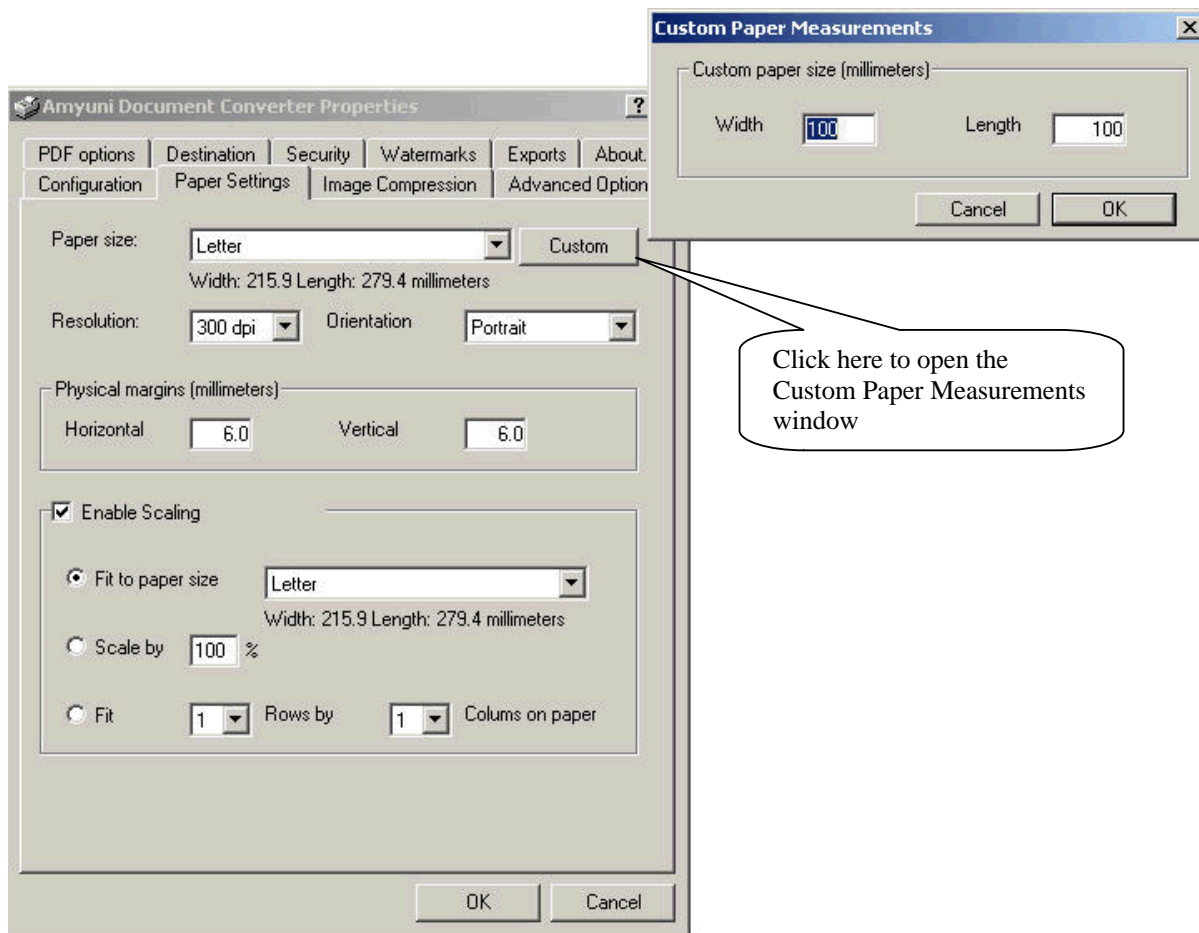 Custom Paper Measurements
Custom paper size (millimeters)
Width 100 Length 100
Cancel OK
Amyuni Document Converter Properties ?
PDF options Destination Security Watermarks Exports About.
Configuration Paper Settings Image Compression Advanced Option
Paper size: Letter Custom
Width: 215.9 Length: 279.4 millimeters
Resolution: 300 dpi Orientation Portrait
Physical margins (millimeters)
Horizontal 6.0 Vertical 6.0
Enable Scaling
Fit to paper size Letter
Width: 215.9 Length: 279.4 millimeters
Scale by 100 %
Fit 1 Rows by 1 Colums on paper
OK Cancel
Click here to open the
Custom Paper Measurements
window